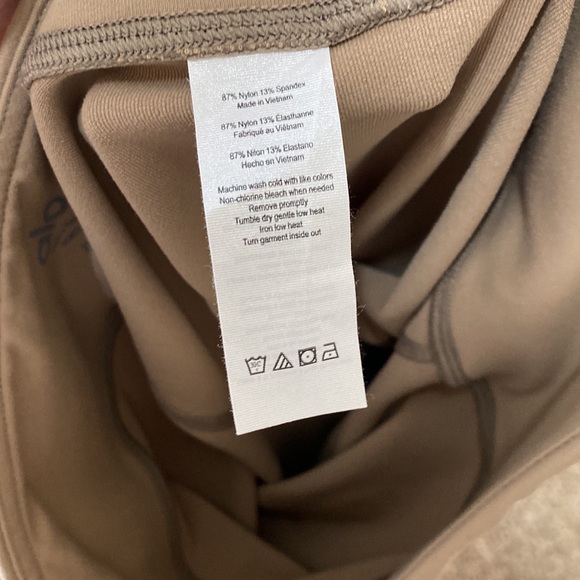 87% Nylon 13% Spandex
Made in Vietnam
87% Nylon 13% Élasthanne
Fabriqué au Viêtnam
87% Nilon 13% Elastano
Hecho en Vietnam
Machine wash cold with like colors
Non-chlorine bleach when needed
Remove promptly
Tumble dry gentle low heat
Iron low heat
Turn garment inside out